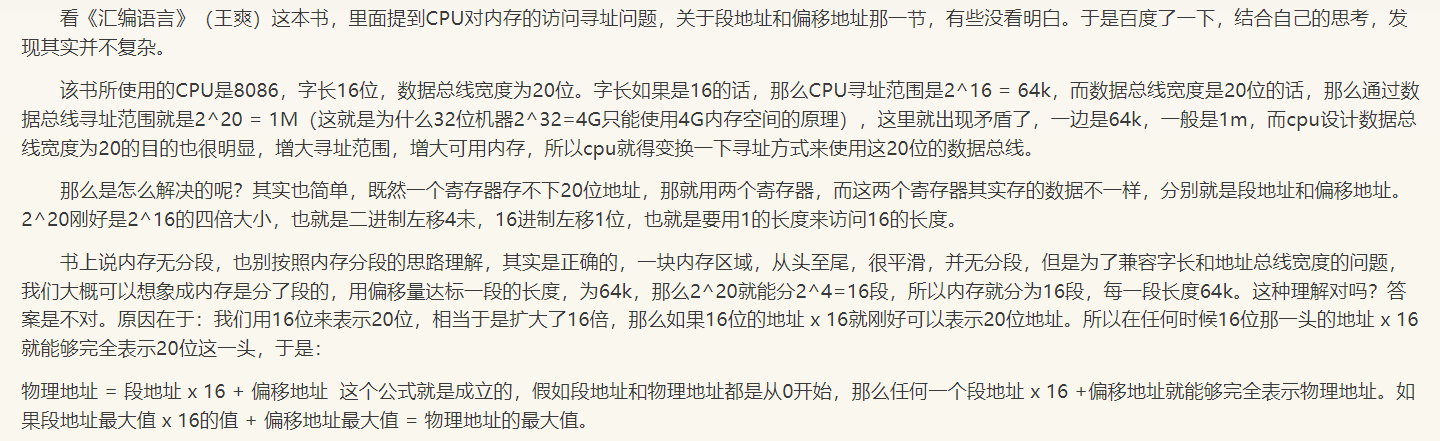 看《汇编语言》（王爽）这本书，里面提到CPU对内存的访问寻址问题，关于段地址和偏移地址那一节，有些没看明白。于是百度了一下，结合自己的思考，发
现其实并不复杂。
该书所使用的CPU是8086，字长16位，数据总线宽度为20位。字长如果是16的话，那么CPU寻址范围是2^16 = 64k，而数据总线宽度是20位的话，那么通过数
据总线寻址范围就是2^20 = 1M（这就是为什么32位机器2^32=4G只能使用4G内存空间的原理），这里就出现矛盾了，一边是64k，一般是1m，而cpu设计数据总
线宽度为20的目的也很明显，增大寻址范围，增大可用内存，所以cpu就得变换一下寻址方式来使用这20位的数据总线。
那么是怎么解决的呢？其实也简单，既然一个寄存器存不下20位地址，那就用两个寄存器，而这两个寄存器其实存的数据不一样，分别就是段地址和偏移地址。
2^20刚好是2^16的四倍大小，也就是二进制左移4未，16进制左移1位，也就是要用1的长度来访问16的长度。
书上说内存无分段，也别按照内存分段的思路理解，其实是正确的，一块内存区域，从头至尾，很平滑，并无分段，但是为了兼容字长和地址总线宽度的问题，
我们大概可以想象成内存是分了段的，用偏移量达标一段的长度，为64k，那么2^20就能分2^4=16段，所以内存就分为16段，每一段长度64k。这种理解对吗？答
案是不对。原因在于：我们用16位来表示20位，相当于是扩大了16倍，那么如果16位的地址 x 16就刚好可以表示20位地址。所以在任何时候16位那一头的地址 x 16
就能够完全表示20位这一头，于是：
物理地址 = 段地址 x 16 + 偏移地址 这个公式就是成立的，假如段地址和物理地址都是从0开始，那么任何一个段地址 x 16 +偏移地址就能够完全表示物理地址。如
果段地址最大值 x 16的值 + 偏移地址最大值 = 物理地址的最大值。